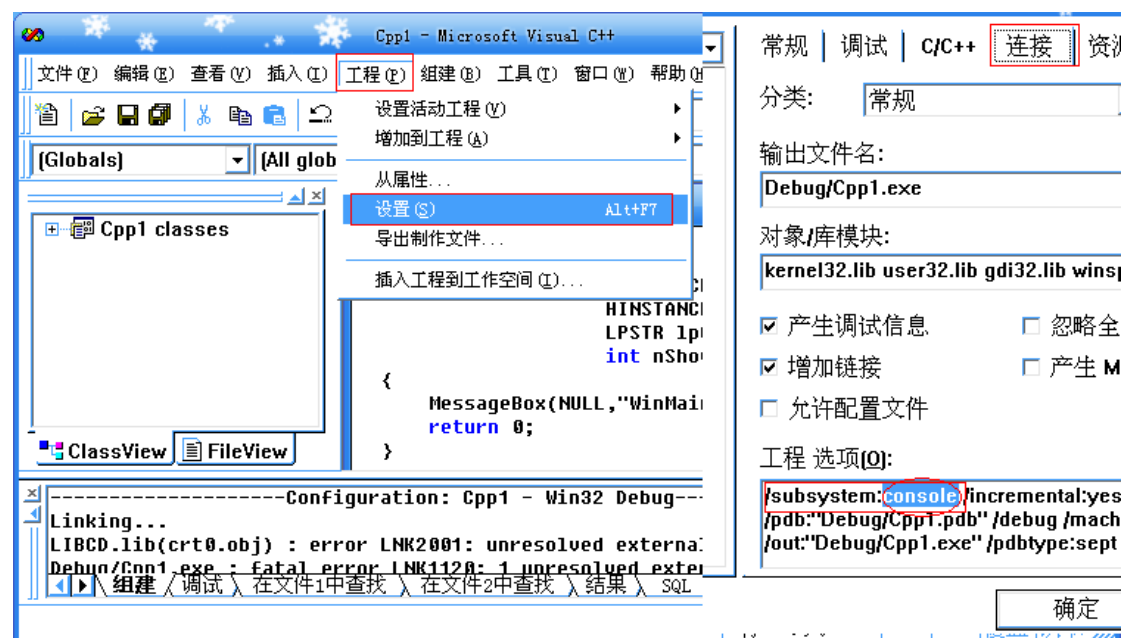 Cpp1 - Microsoft Visual C++
文件(F) 编辑(E) 查看(V) 插入(I) 工程(P) 组建(B) 工具(T) 窗口(W) 帮助(H
设置活动工程(V)
增加到工程(A)
(Globals) (All glob
从属性...
设置(S) Alt+F7
导出制作文件...
插入工程到工作空间(I)...
Cpp1 classes
HINSTANC
LPSTR lp
int nSho
{
MessageBox(NULL,"WinMai
return 0;
}
ClassView FileView
--------------------Configuration: Cpp1 - Win32 Debug--
Linking...
LIBCD.lib(crt0.obj) : error LNK2001: unresolved externa
Debug/Cpp1.exe : fatal error LNK1120: 1 unresolved exter
组建 调试 在文件1中查找 在文件2中查找 结果 SQL
常规 调试 C/C++ 连接 资源
分类: 常规
输出文件名:
Debug/Cpp1.exe
对象/库模块:
kernel32.lib user32.lib gdi32.lib winsp
产生调试信息 忽略全
增加链接 产生 M
允许配置文件
工程 选项(O):
/subsystem:console /incremental:yes
/pdb:"Debug/Cpp1.pdb" /debug /mach
/out:"Debug/Cpp1.exe" /pdbtype:sept
确定